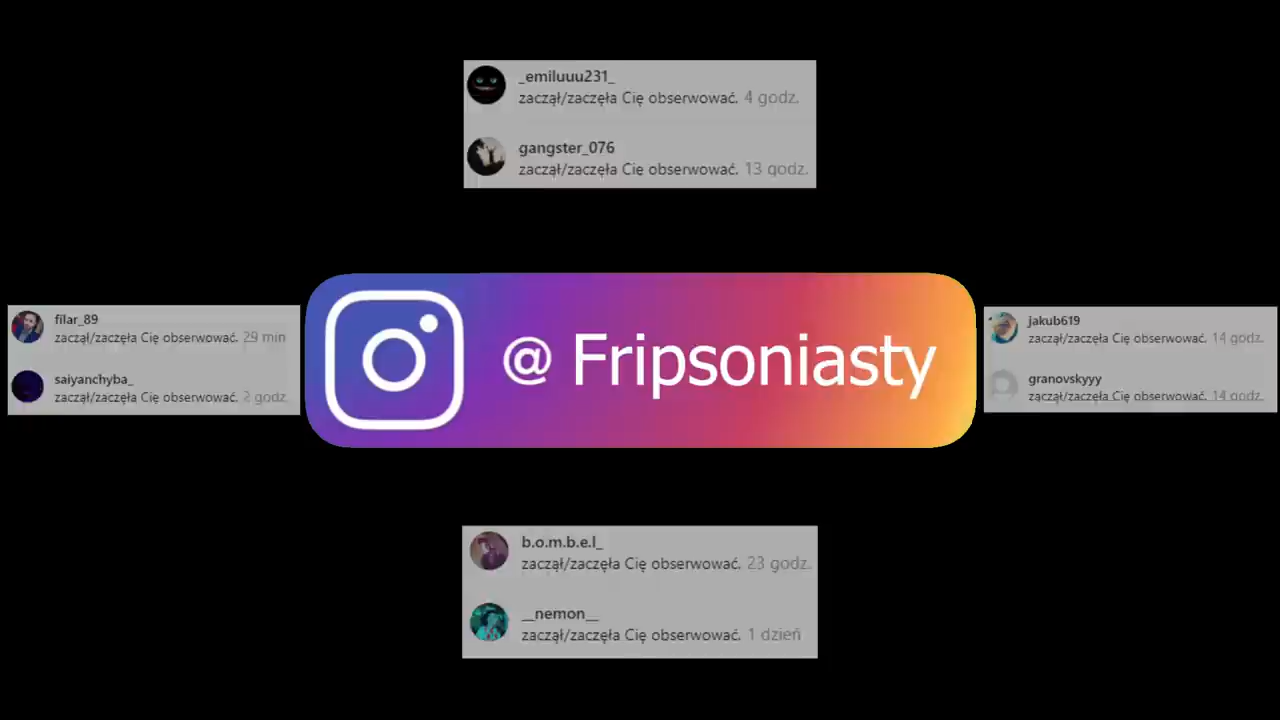 _emiluuu231_
zaczął/zaczęła Cię obserwować. 4 godz.
gangster_076
zaczął/zaczęła Cię obserwować. 13 godz.
filar_89
zaczął/zaczęła Cię obserwować. 29 min
saiyanchyba_
zaczął/zaczęła Cię obserwować. 2 godz.
@ Fripsoniasty
jakub619
zaczął/zaczęła Cię obserwować. 14 godz.
granovskyyy
zaczął/zaczęła Cię obserwować. 14 godz.
b.o.m.b.e.l_
zaczął/zaczęła Cię obserwować. 23 godz.
__nemon__
zaczął/zaczęła Cię obserwować. 1 dzień